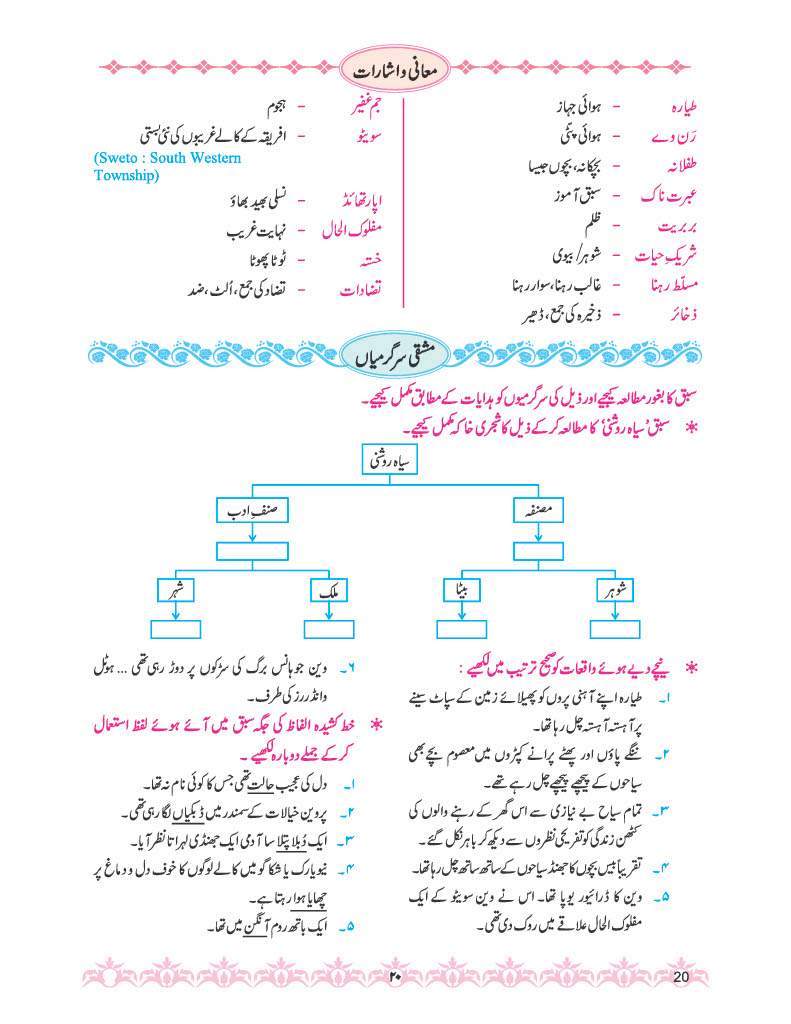 معانی و اشارات
طیارہ – ہوائی جہاز
رَن وے – ہوائی پٹّی
طفلانہ – بچکانہ، بچوں جیسا
عبرت ناک – سبق آموز
بربریت – ظلم
شریکِ حیات – شوہر/ بیوی
مسلّط رہنا – غالب رہنا، سوار رہنا
ذخائر – ذخیرہ کی جمع، ڈھیر
جم غفیر – ہجوم
سویٹو – افریقہ کے کالے غریبوں کی نئی بستی
(Sweto : South Western
Township)
اپارتھائڈ – نسلی بھید بھاؤ
مفلوک الحال – نہایت غریب
خستہ – ٹوٹا پھوٹا
تضادات – تضاد کی جمع، اُلٹ، ضد
مشقی سرگرمیاں
سبق کا بغور مطالعہ کیجیے اور ذیل کی سرگرمیوں کو ہدایات کے مطابق مکمل کیجیے۔
* سبق ’سیاہ روشنی‘ کا مطالعہ کر کے ذیل کا شجری خاکہ مکمل کیجیے۔
سیاہ روشنی
مصنفہ
صنفِ ادب
شوہر
بیٹا
ملک
شہر
* نیچے دیے ہوئے واقعات کو صحیح ترتیب میں لکھیے :
۱۔ طیارہ اپنے آہنی پروں کو پھیلائے زمین کے سپاٹ سینے
پر آہستہ آہستہ چل رہا تھا۔
۲۔ ننگے پاؤں اور پھٹے پرانے کپڑوں میں معصوم بچے بھی
سیاحوں کے پیچھے پیچھے چل رہے تھے۔
۳۔ تمام سیاح بے نیازی سے اس گھر کے رہنے والوں کی
کٹھن زندگی کو تفریحی نظروں سے دیکھ کر باہر نکل گئے۔
۴۔ تقریباً بیس بچوں کا جھنڈ سیاحوں کے ساتھ ساتھ چل رہا تھا۔
۵۔ وین کا ڈرائیور یوپا تھا۔ اس نے وین سویٹو کے ایک
مفلوک الحال علاقے میں روک دی تھی۔
۶۔ وین جوہانس برگ کی سڑکوں پر دوڑ رہی تھی ... ہوٹل
وانڈررز کی طرف۔
* خط کشیدہ الفاظ کی جگہ سبق میں آئے ہوئے لفظ استعمال
کر کے جملے دوبارہ لکھیے ۔
۱۔ دل کی عجیب حالت تھی جس کا کوئی نام نہ تھا۔
۲۔ پروین خیالات کے سمندر میں ڈبکیاں لگا رہی تھی۔
۳۔ ایک دُبلا پتلا سا آدمی ایک جھنڈی لہراتا نظر آیا۔
۴۔ نیویارک یا شکاگو میں کالے لوگوں کا خوف دل و دماغ پر
چھایا ہوا رہتا ہے۔
۵۔ ایک باتھ روم آنگن میں تھا۔
۲۰
20